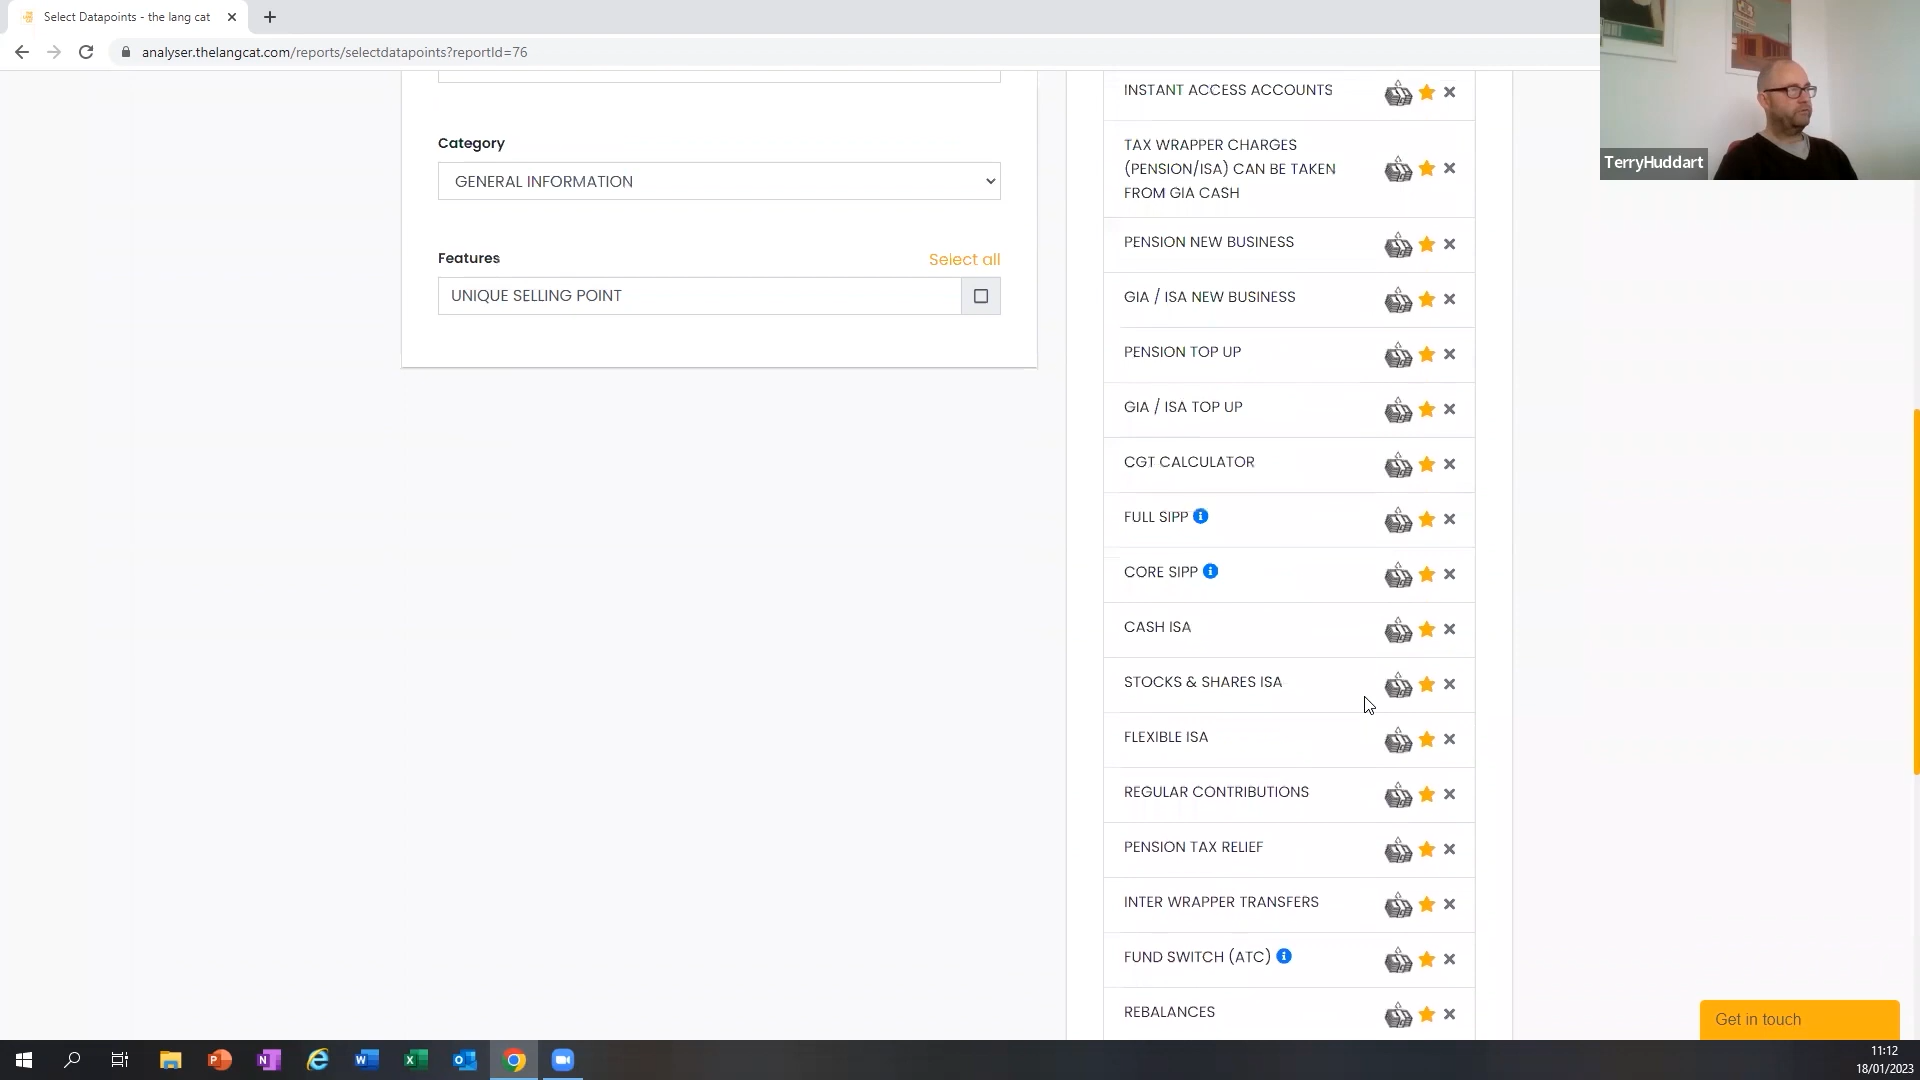 Select Datapoints - the lang cat
analyser.thelangcat.com/reports/selectdatapoints?reportId=76
TerryHuddart
Category
GENERAL INFORMATION
Features
Select all
UNIQUE SELLING POINT
INSTANT ACCESS ACCOUNTS
TAX WRAPPER CHARGES
(PENSION/ISA) CAN BE TAKEN
FROM GIA CASH
PENSION NEW BUSINESS
GIA / ISA NEW BUSINESS
PENSION TOP UP
GIA / ISA TOP UP
CGT CALCULATOR
FULL SIPP
CORE SIPP
CASH ISA
STOCKS & SHARES ISA
FLEXIBLE ISA
REGULAR CONTRIBUTIONS
PENSION TAX RELIEF
INTER WRAPPER TRANSFERS
FUND SWITCH (ATC)
REBALANCES
Get in touch
11:12
18/01/2023